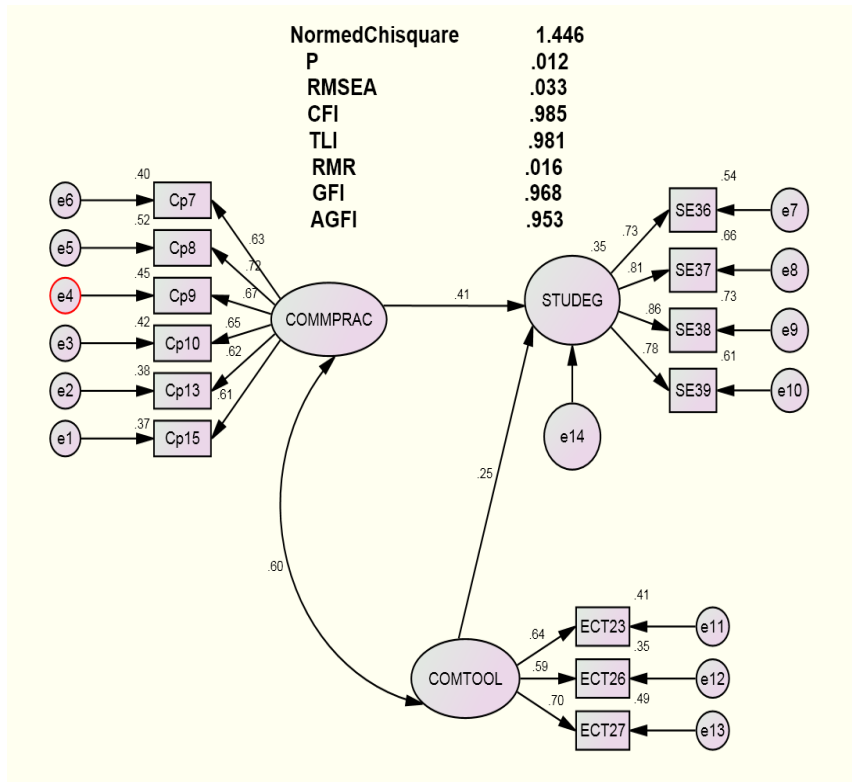 NormedChisquare 1.446
P .012
RMSEA .033
CFI .985
TLI .981
RMR .016
GFI .968
AGFI .953
.40
e6 Cp7
.52
e5 Cp8
.45
e4 Cp9
.42
e3 Cp10
.38
e2 Cp13
.37
e1 Cp15
.63
.72
.67
.65
.62
.61
COMMPRAC
.41
.35
STUDEG
e14
.73
.81
.86
.78
.54
SE36 e7
.66
SE37 e8
.73
SE38 e9
.61
SE39 e10
.25
.60
COMTOOL
.64
.59
.70
.41
ECT23 e11
.35
ECT26 e12
.49
ECT27 e13